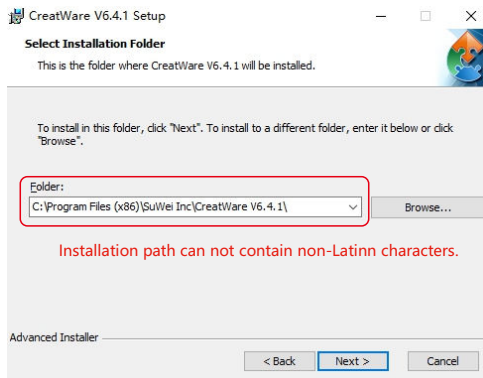 CreatWare V6.4.1 Setup
Select Installation Folder
This is the folder where CreatWare V6.4.1 will be installed.
To install in this folder, click "Next". To install to a different folder, enter it below or click
"Browse".
Folder:
C:\Program Files (x86)\SuWei Inc\CreatWare V6.4.1\
Browse...
Installation path can not contain non-Latinn characters.
Advanced Installer
< Back
Next >
Cancel